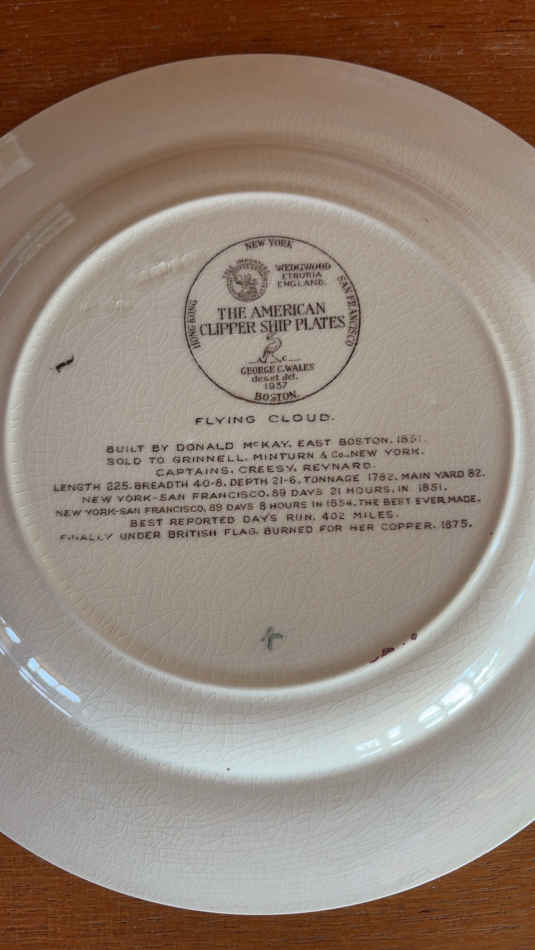 NEW YORK
WEDGWOOD
ETRURIA
ENGLAND.
HONG KONG
SAN FRANCISCO
THE AMERICAN
CLIPPER SHIP PLATES
GEORGE C. WALES
des. et del.
1937
BOSTON.
FLYING CLOUD.
BUILT BY DONALD McKAY, EAST BOSTON, 1851.
SOLD TO GRINNELL, MINTURN & Co., NEW YORK.
CAPTAINS, CREESY, REYNARD.
LENGTH 225, BREADTH 40-8, DEPTH 21-6, TONNAGE 1782, MAIN YARD 82.
NEW YORK-SAN FRANCISCO, 89 DAYS 21 HOURS, IN 1851.
NEW YORK-SAN FRANCISCO, 89 DAYS 8 HOURS IN 1854, THE BEST EVER MADE.
BEST REPORTED DAY'S RUN, 402 MILES.
FINALLY UNDER BRITISH FLAG, BURNED FOR HER COPPER, 1875.